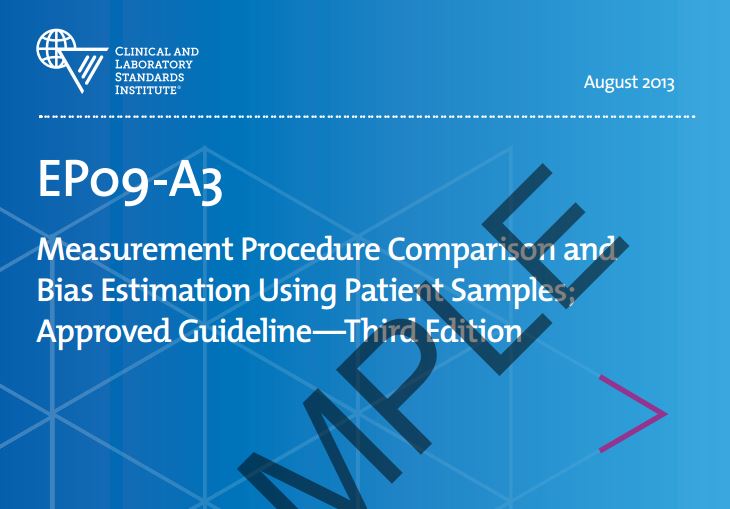 CLINICAL AND
LABORATORY
STANDARDS
INSTITUTE®
August 2013
EP09-A3
Measurement Procedure Comparison and
Bias Estimation Using Patient Samples;
Approved Guideline—Third Edition
MPLE